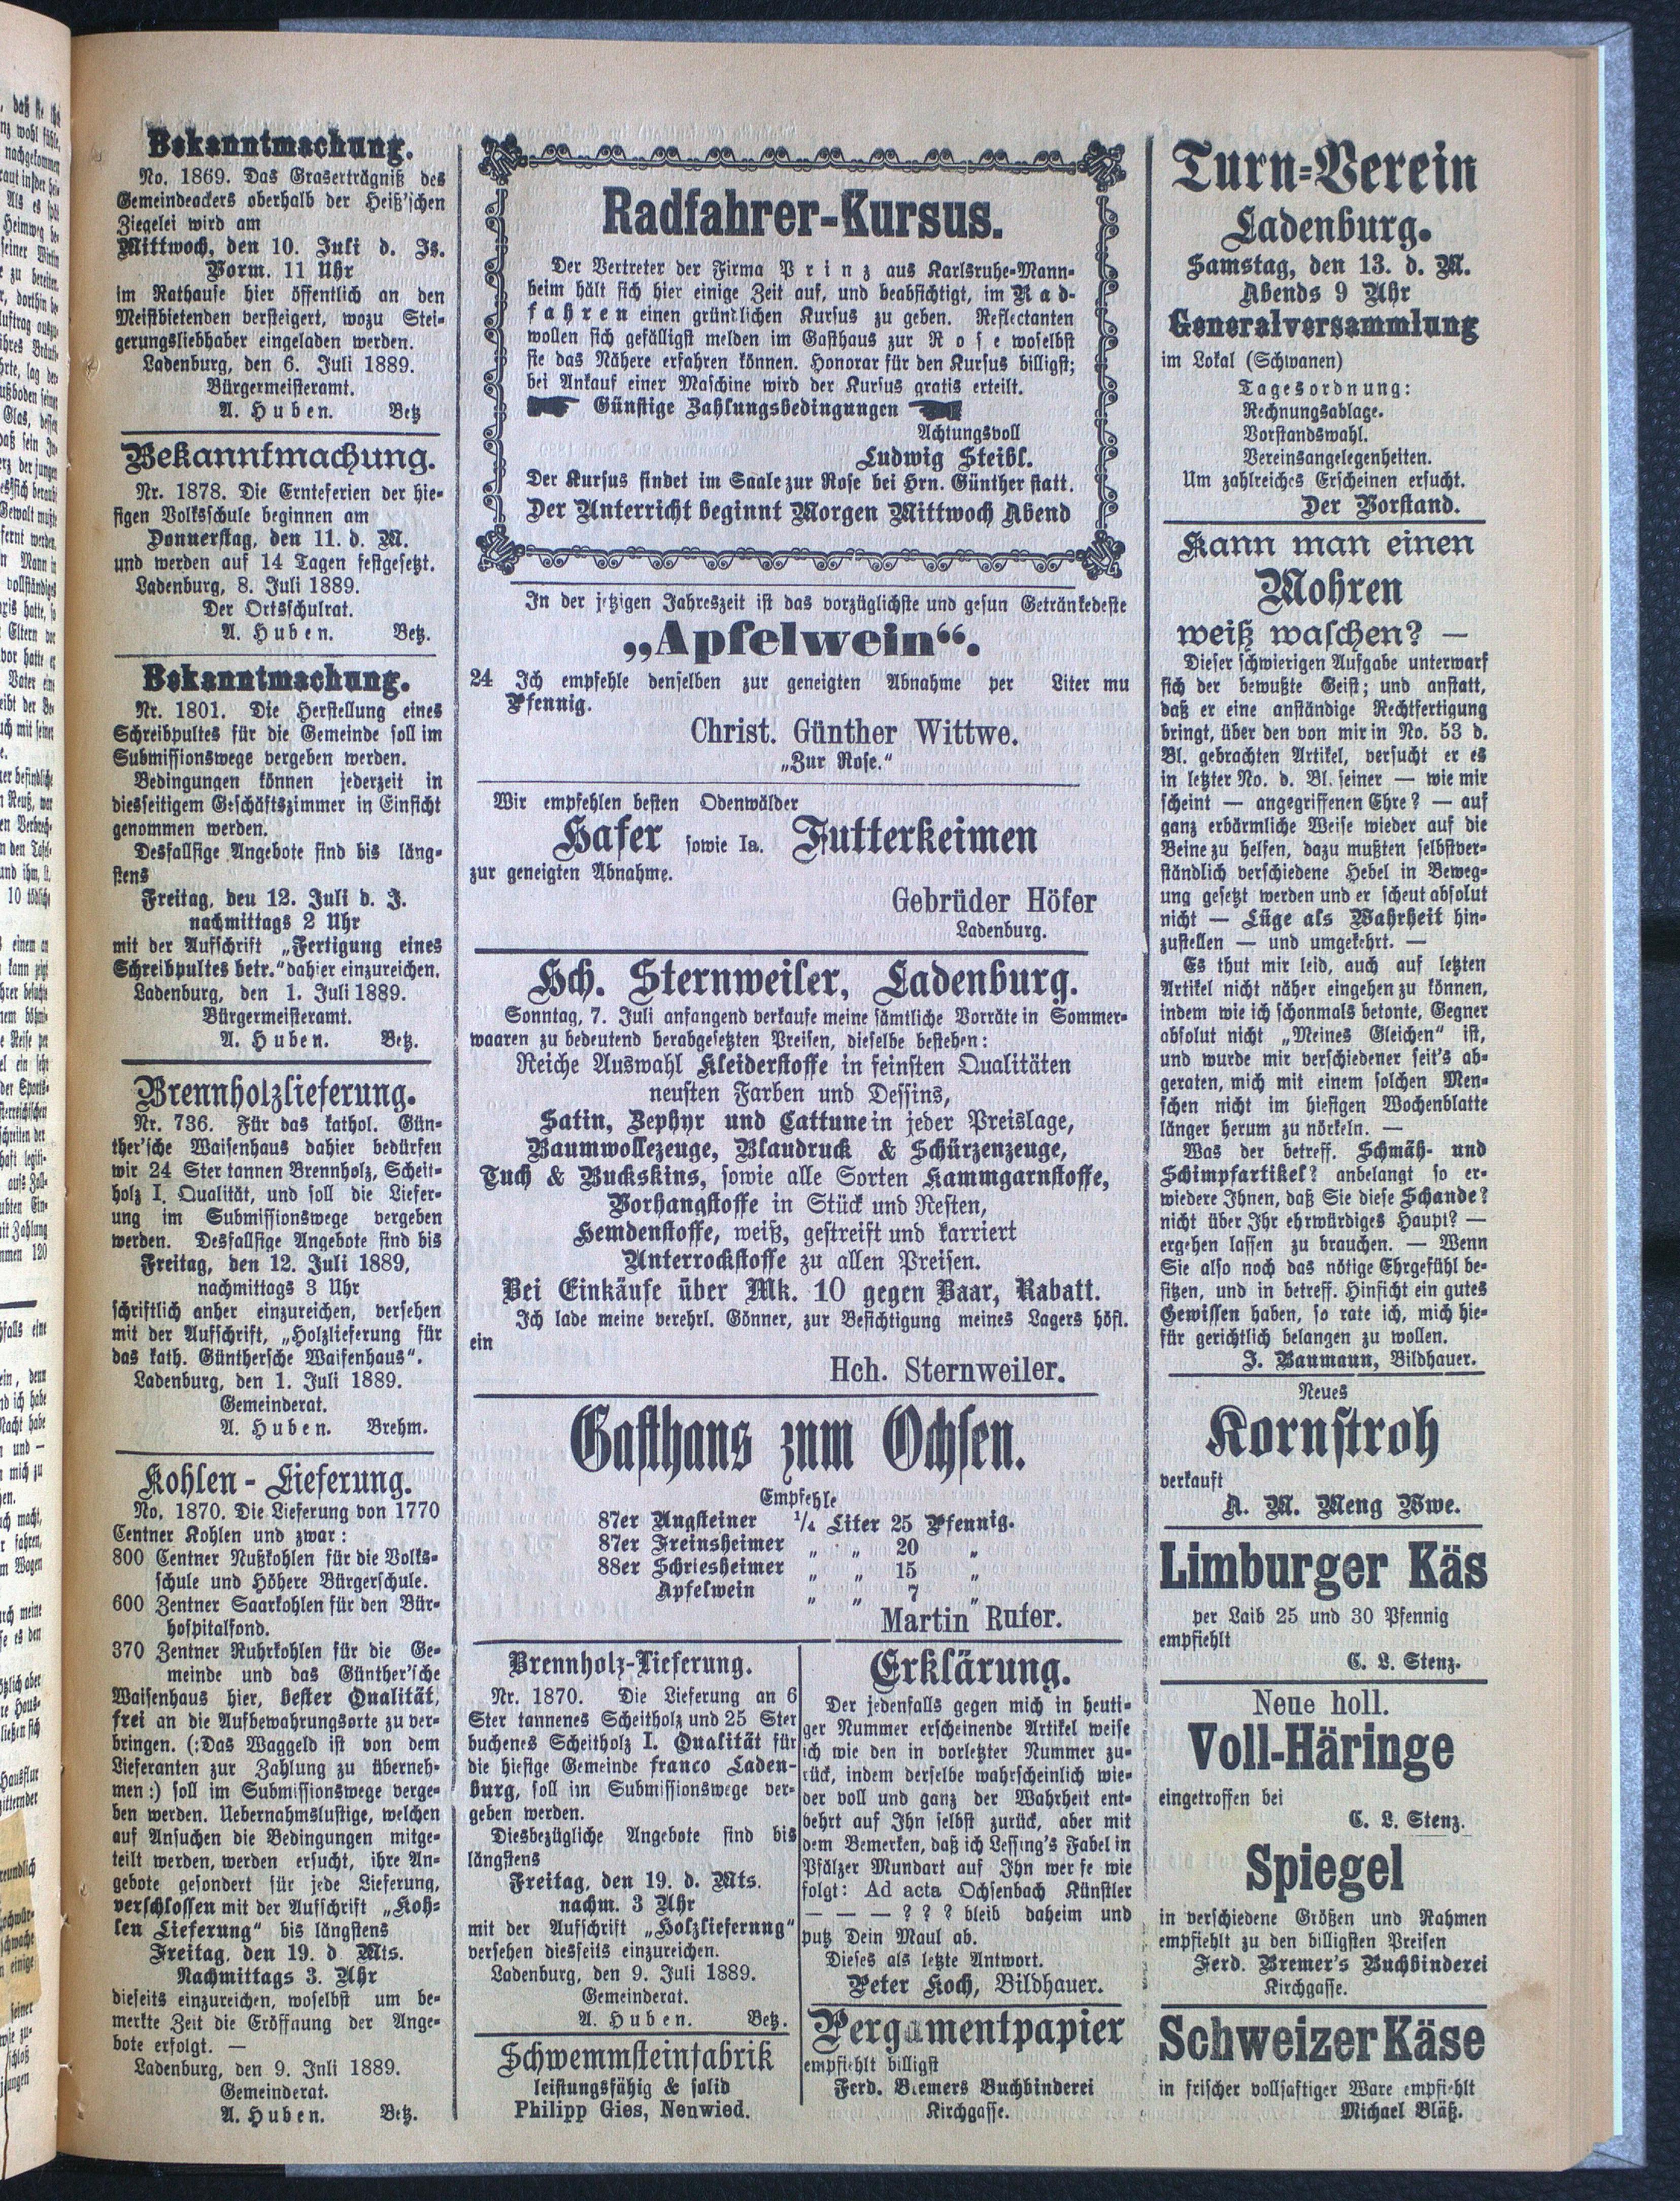 Bekanntmachung.
No. 1869. Das Graserträgniß des
Gemeindeackers oberhalb der Heiß'schen
Ziegelei wird am
Mittwoch, den 10. Juli d. Js.
Vorm. 11 Uhr
im Rathause hier öffentlich an den
Meistbietenden versteigert, wozu Stei-
gerungsliebhaber eingeladen werden.
Ladenburg, den 6. Juli 1889.
Bürgermeisteramt.
A. Huben. Betz
Bekanntmachung.
Nr. 1878. Die Ernteferien der hie-
sigen Volksschule beginnen am
Donnerstag, den 11. d. M.
und werden auf 14 Tagen festgesetzt.
Ladenburg, 8. Juli 1889.
Der Ortsschulrat.
A. Huben. Betz.
Bekanntmachung.
Nr. 1801. Die Herstellung eines
Schreibpultes für die Gemeinde soll im
Submissionswege vergeben werden.
Bedingungen können jederzeit in
diesseitigem Geschäftszimmer in Einsicht
genommen werden.
Desfallsige Angebote sind bis läng-
stens
Freitag, den 12. Juli d. J.
nachmittags 2 Uhr
mit der Aufschrift „Fertigung eines
Schreibpultes betr." dahier einzureichen.
Ladenburg, den 1. Juli 1889.
Bürgermeisteramt.
A. Huben. Betz.
Brennholzlieferung.
Nr. 736. Für das kathol. Gün-
ther'sche Waisenhaus dahier bedürfen
wir 24 Ster tannen Brennholz, Scheit-
holz I. Qualität, und soll die Liefer-
ung im Submissionswege vergeben
werden. Desfallsige Angebote sind bis
Freitag, den 12. Juli 1889,
nachmittags 3 Uhr
schriftlich anher einzureichen, versehen
mit der Aufschrift, „Holzlieferung für
das kath. Günthersche Waisenhaus".
Ladenburg, den 1. Juli 1889.
Gemeinderat.
A. Huben. Brehm.
Kohlen - Lieferung.
No. 1870. Die Lieferung von 1770
Centner Kohlen und zwar:
800 Centner Nußkohlen für die Volks-
schule und Höhere Bürgerschule.
600 Zentner Saarkohlen für den Bür-
hospitalfond.
370 Zentner Ruhrkohlen für die Ge-
meinde und das Günther'sche
Waisenhaus hier, bester Qualität,
frei an die Aufbewahrungsorte zu ver-
bringen. (:Das Waggeld ist von dem
Lieferanten zur Zahlung zu überneh-
men:) soll im Submissionswege verge-
ben werden. Uebernahmslustige, welchen
auf Ansuchen die Bedingungen mitge-
teilt werden, werden ersucht, ihre An-
gebote gesondert für jede Lieferung,
verschlossen mit der Aufschrift „Koh-
len Lieferung" bis längstens
Freitag, den 19. d Mts.
Nachmittags 3. Uhr
dieseits einzureichen, woselbst um be-
merkte Zeit die Eröffnung der Ange-
bote erfolgt. —
Ladenburg, den 9. Juli 1889.
Gemeinderat.
A. Huben. Betz.
Radfahrer-Kursus.
Der Vertreter der Firma Prinz aus Karlsruhe-Mann-
heim hält sich hier einige Zeit auf, und beabsichtigt, im Rad-
fahren einen gründlichen Kursus zu geben. Reflectanten
wollen sich gefälligst melden im Gasthaus zur Rose woselbst
sie das Nähere erfahren können. Honorar für den Kursus billigst;
bei Ankauf einer Maschine wird der Kursus gratis erteilt.
Günstige Zahlungsbedingungen
Achtungsvoll
Ludwig Steibl.
Der Kursus findet im Saale zur Rose bei Hrn. Günther statt.
Der Unterricht beginnt Morgen Mittwoch Abend
In der jetzigen Jahreszeit ist das vorzüglichste und gesun Getränkedeste
„Apfelwein“.
24 Ich empfehle denselben zur geneigten Abnahme per Liter mu
Pfennig.
Christ. Günther Wittwe.
„Zur Rose."
Wir empfehlen besten Odenwälder
Hafer sowie Ia. Futterkeimen
zur geneigten Abnahme.
Gebrüder Höfer
Ladenburg.
Hch. Sternweiler, Ladenburg.
Sonntag, 7. Juli anfangend verkaufe meine sämtliche Vorräte in Sommer-
waaren zu bedeutend herabgesetzten Preisen, dieselbe bestehen:
Reiche Auswahl Kleiderstoffe in feinsten Qualitäten
neusten Farben und Dessins,
Satin, Zephyr und Cattune in jeder Preislage,
Baumwollezeuge, Blaudruck & Schürzenzeuge,
Tuch & Buckskins, sowie alle Sorten Kammgarnstoffe,
Vorhangstoffe in Stück und Resten,
Hemdenstoffe, weiß, gestreift und karriert
Unterrockstoffe zu allen Preisen.
Bei Einkäufe über Mk. 10 gegen Baar, Rabatt.
Ich lade meine verehrl. Gönner, zur Besichtigung meines Lagers höfl.
ein
Hch. Sternweiler.
Gasthaus zum Ochsen.
Empfehle
87er Angsteiner 1/4 Liter 25 Pfennig.
87er Freinsheimer „ „ 20 „
88er Schriesheimer „ „ 15 „
Apfelwein „ „ 7 „
Martin Rufer.
Brennholz-Lieferung.
Nr. 1870. Die Lieferung an 6
Ster tannenes Scheitholz und 25 Ster
buchenes Scheitholz I. Qualität für
die hiesige Gemeinde franco Laden-
burg, soll im Submissionswege ver-
geben werden.
Diesbezügliche Angebote sind bis
längstens
Freitag, den 19. d. Mts.
nachm. 3 Uhr
mit der Aufschrift „Holzlieferung"
versehen diesseits einzureichen.
Ladenburg, den 9. Juli 1889.
Gemeinderat.
A. Huben. Betz.
Schwemmsteinfabrik
leistungsfähig & solid
Philipp Gies, Neuwied.
Erklärung.
Der jedenfalls gegen mich in heuti-
ger Nummer erscheinende Artikel weise
ich wie den in vorletzter Nummer zu-
rück, indem derselbe wahrscheinlich wie-
der voll und ganz der Wahrheit ent-
behrt auf Ihn selbst zurück, aber mit
dem Bemerken, daß ich Lessing's Fabel in
Pfälzer Mundart auf Ihn werfe wie
folgt: Ad acta Ochsenbach Künstler
— — — ? ? ? bleib daheim und
putz Dein Maul ab.
Dieses als letzte Antwort.
Peter Koch, Bildhauer.
Pergamentpapier
empfiehlt billigst
Ferd. Bremers Buchbinderei
Kirchgasse.
Turn-Verein
Ladenburg.
Samstag, den 13. d. M.
Abends 9 Uhr
Generalversammlung
im Lokal (Schwanen)
Tagesordnung:
Rechnungsablage.
Vorstandswahl.
Vereinsangelegenheiten.
Um zahlreiches Erscheinen ersucht.
Der Vorstand.
Kann man einen
Mohren
weiß waschen? —
Dieser schwierigen Aufgabe unterwarf
sich der bewußte Geist; und anstatt,
daß er eine anständige Rechtfertigung
bringt, über den von mir in No. 53 d.
Bl. gebrachten Artikel, versucht er es
in letzter No. d. Bl. seiner — wie mir
scheint — angegriffenen Ehre? — auf
ganz erbärmliche Weise wieder auf die
Beine zu helfen, dazu mußten selbstver-
ständlich verschiedene Hebel in Beweg-
ung gesetzt werden und er scheut absolut
nicht — Lüge als Wahrheit hin-
zustellen — und umgekehrt. —
Es thut mir leid, auch auf letzten
Artikel nicht näher eingehen zu können,
indem wie ich schonmals betonte, Gegner
absolut nicht „Meines Gleichen" ist,
und wurde mir verschiedener seit's ab-
geraten, mich mit einem solchen Men-
schen nicht im hiesigen Wochenblatte
länger herum zu nörkeln. —
Was der betreff. Schmäh- und
Schimpfartikel? anbelangt so er-
wiedere Ihnen, daß Sie diese Schande?
nicht über Ihr ehrwürdiges Haupt? —
ergehen lassen zu brauchen. — Wenn
Sie also noch das nötige Ehrgefühl be-
sitzen, und in betreff. Hinsicht ein gutes
Gewissen haben, so rate ich, mich hie-
für gerichtlich belangen zu wollen.
J. Baumann, Bildhauer.
Neues
Kornstroh
verkauft
A. M. Meng Wwe.
Limburger Käs
per Laib 25 und 30 Pfennig
empfiehlt
C. L. Stenz.
Neue holl.
Voll-Häringe
eingetroffen bei
C. L. Stenz.
Spiegel
in verschiedene Größen und Rahmen
empfiehlt zu den billigsten Preisen
Ferd. Bremer's Buchbinderei
Kirchgasse.
Schweizer Käse
in frischer vollsaftiger Ware empfiehlt
Michael Bläß.